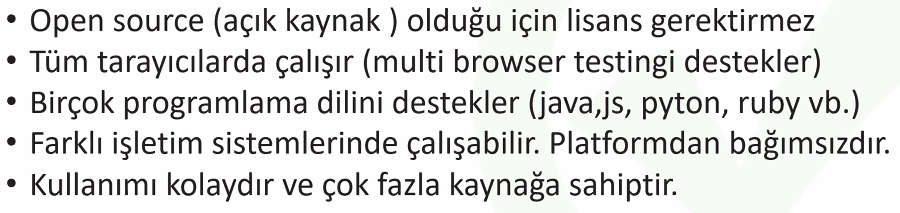 • Open source (açık kaynak ) olduğu için lisans gerektirmez
• Tüm tarayıcılarda çalışır (multi browser testingi destekler)
• Birçok programlama dilini destekler (java,js, pyton, ruby vb.)
• Farklı işletim sistemlerinde çalışabilir. Platformdan bağımsızdır.
• Kullanımı kolaydır ve çok fazla kaynağa sahiptir.